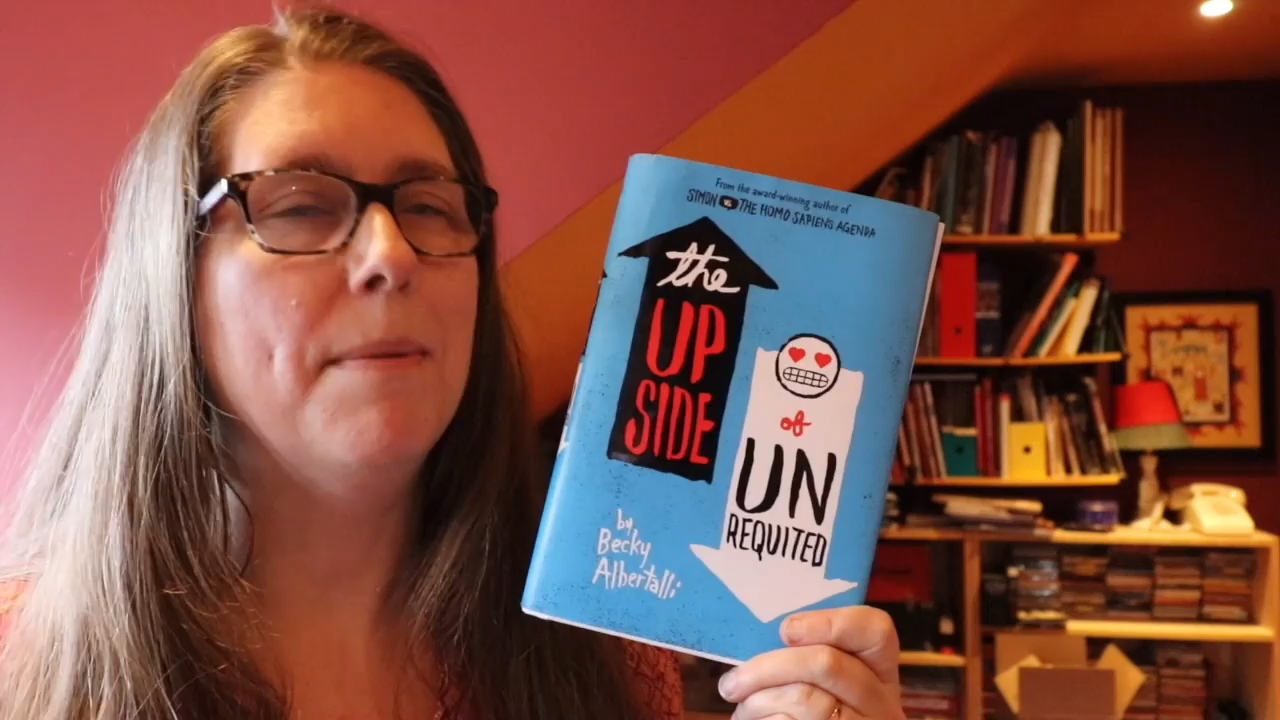 From the award-winning author of
SIMON VS. THE HOMO SAPIENS AGENDA
the
UP
SIDE
of
UN
REQUITED
by
Becky
Albertalli